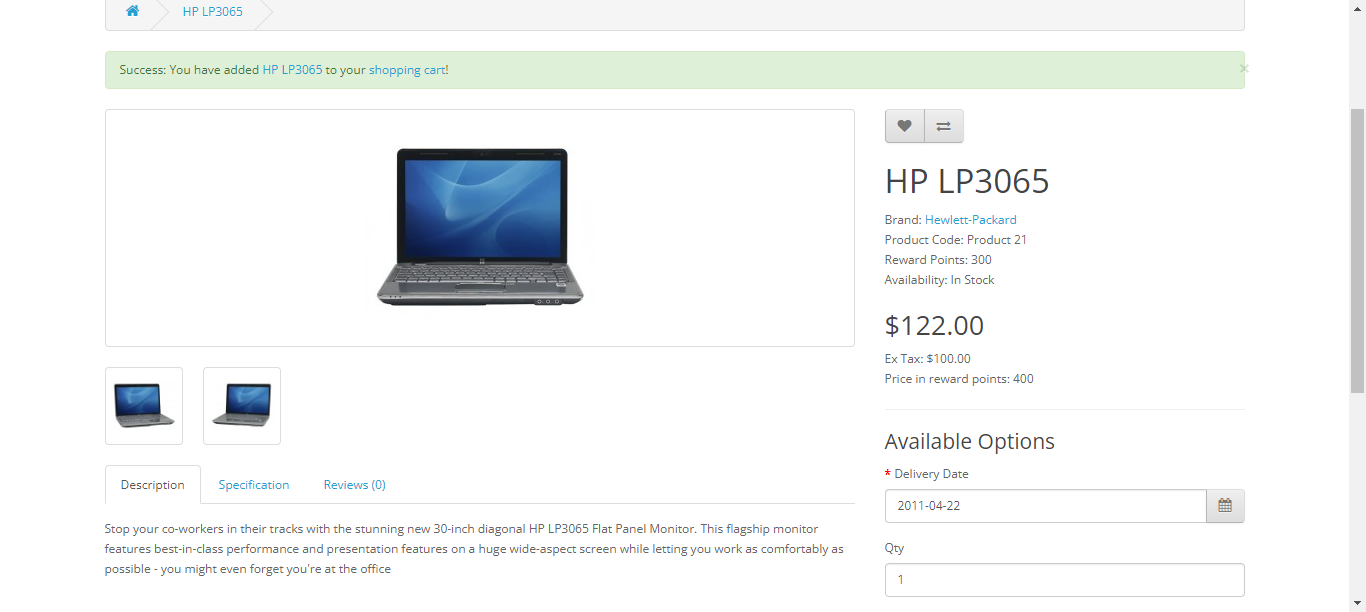 HP LP3065
Success: You have added HP LP3065 to your shopping cart!
×
HP LP3065
Brand: Hewlett-Packard
Product Code: Product 21
Reward Points: 300
Availability: In Stock
$122.00
Ex Tax: $100.00
Price in reward points: 400
Available Options
* Delivery Date
2011-04-22
Qty
1
Description
Specification
Reviews (0)
Stop your co-workers in their tracks with the stunning new 30-inch diagonal HP LP3065 Flat Panel Monitor. This flagship monitor
features best-in-class performance and presentation features on a huge wide-aspect screen while letting you work as comfortably as
possible - you might even forget you're at the office